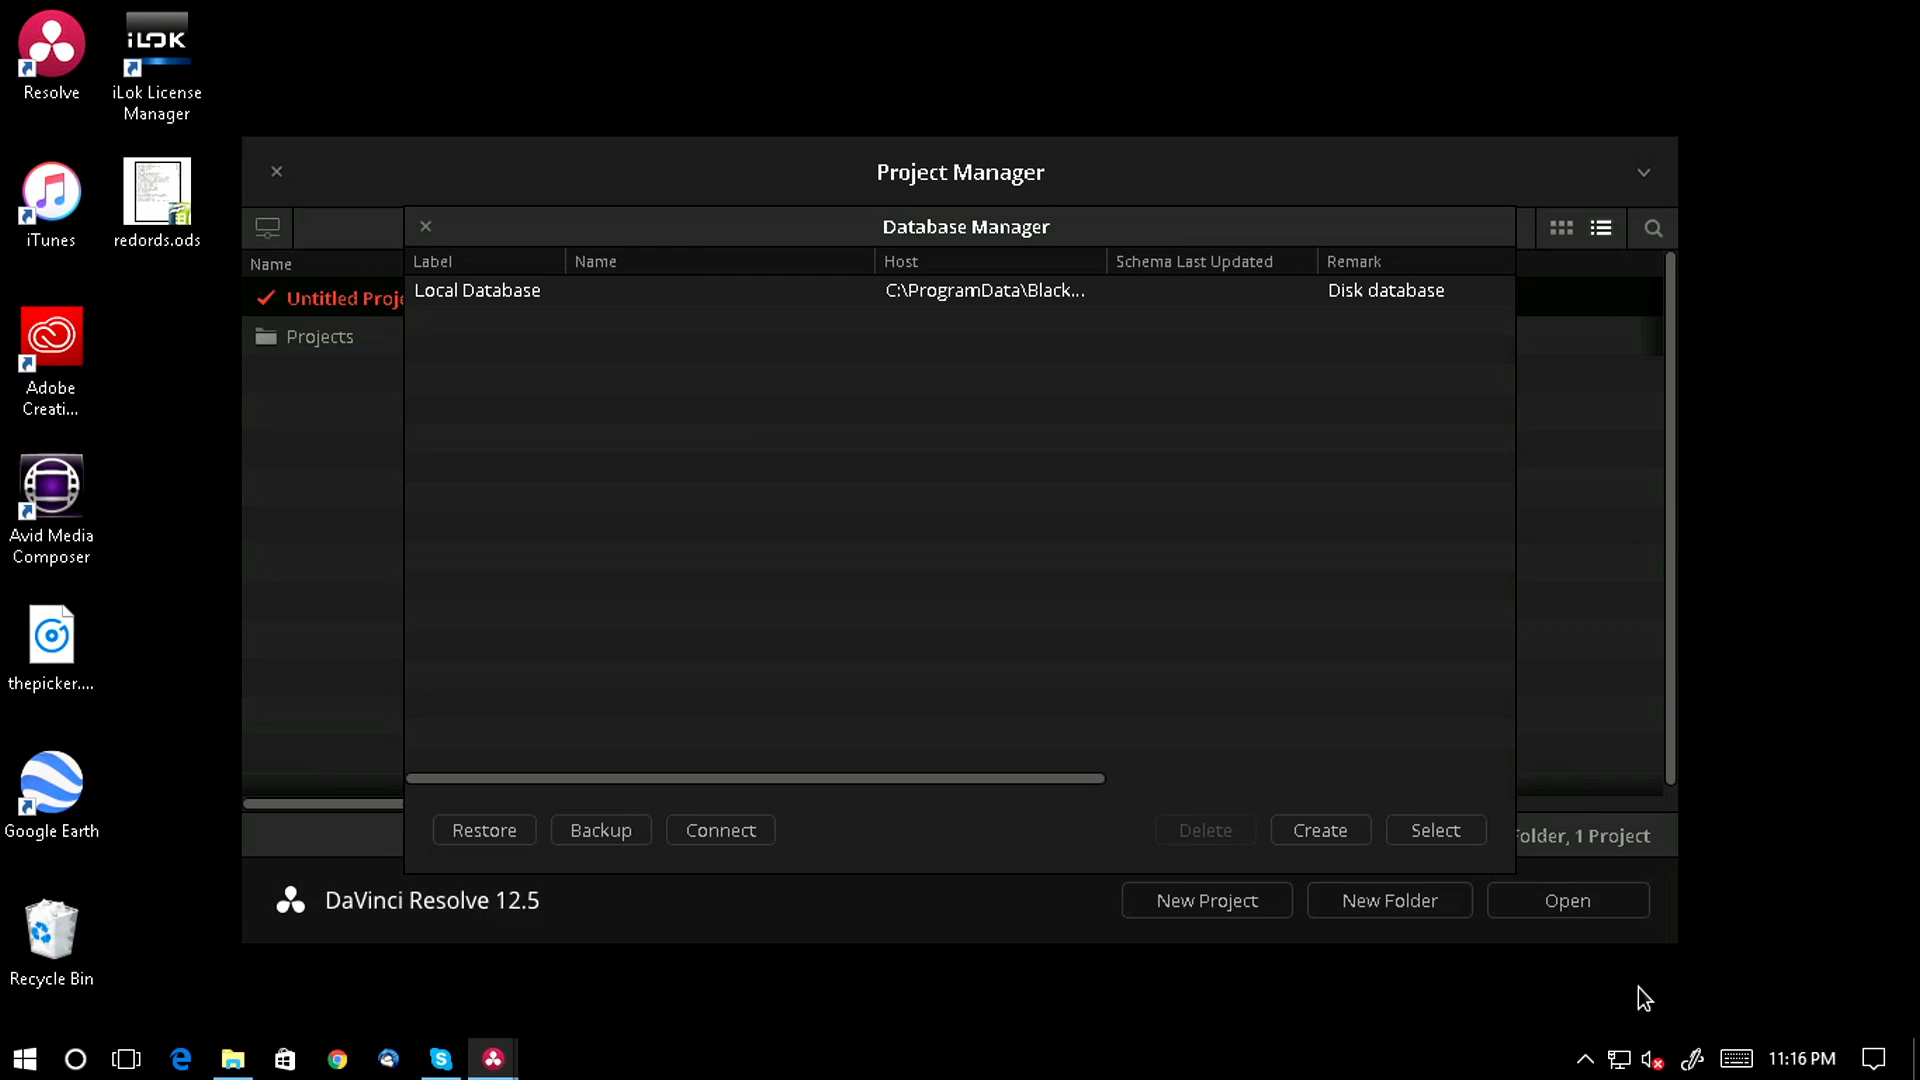 Resolve
iLOK
iLok License
Manager
iTunes
redords.ods
Adobe
Creati...
Avid Media
Composer
thepicker....
Google Earth
Recycle Bin
Project Manager
Name
Untitled Proje
Projects
Database Manager
Label Name Host Schema Last Updated Remark
Local Database C:\ProgramData\Black... Disk database
Restore Backup Connect Delete Create Select
Folder, 1 Project
DaVinci Resolve 12.5
New Project New Folder Open
11:16 PM